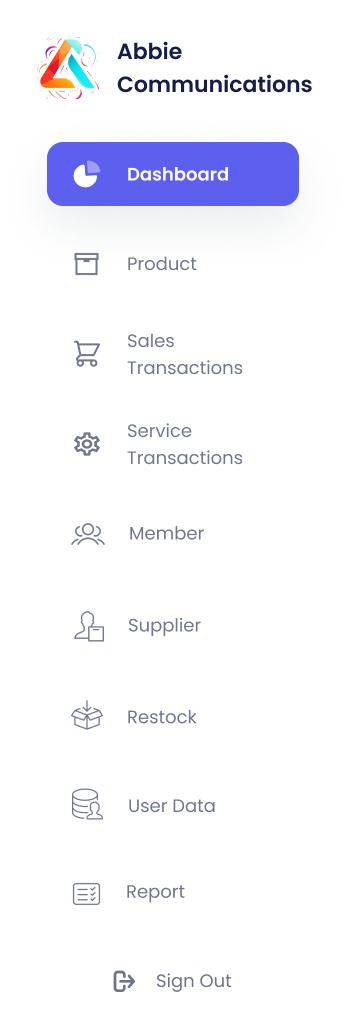 Abbie
Communications
Dashboard
Product
Sales
Transactions
Service
Transactions
Member
Supplier
Restock
User Data
Report
Sign Out